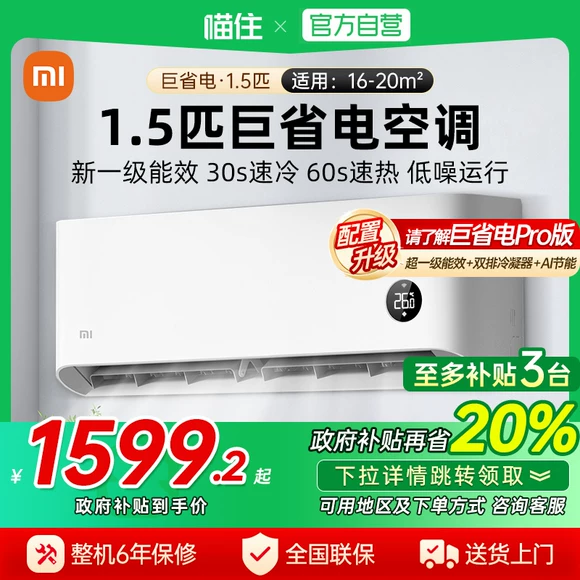 喵住 × 官方自营
mi
巨省电·1.5匹 适用：16-20m²
1.5匹巨省电空调
新一级能效 30s速冷 60s速热 低噪运行
配置升级
请了解巨省电Pro版
超一级能效+双排冷凝器+AI节能
26.0
mi
至多补贴3台
¥1599.2起
政府补贴到手价
政府补贴再省20%
下拉详情跳转领取
可用地区及下单方式 咨询客服
整机6年保修
全国联保
送货上门